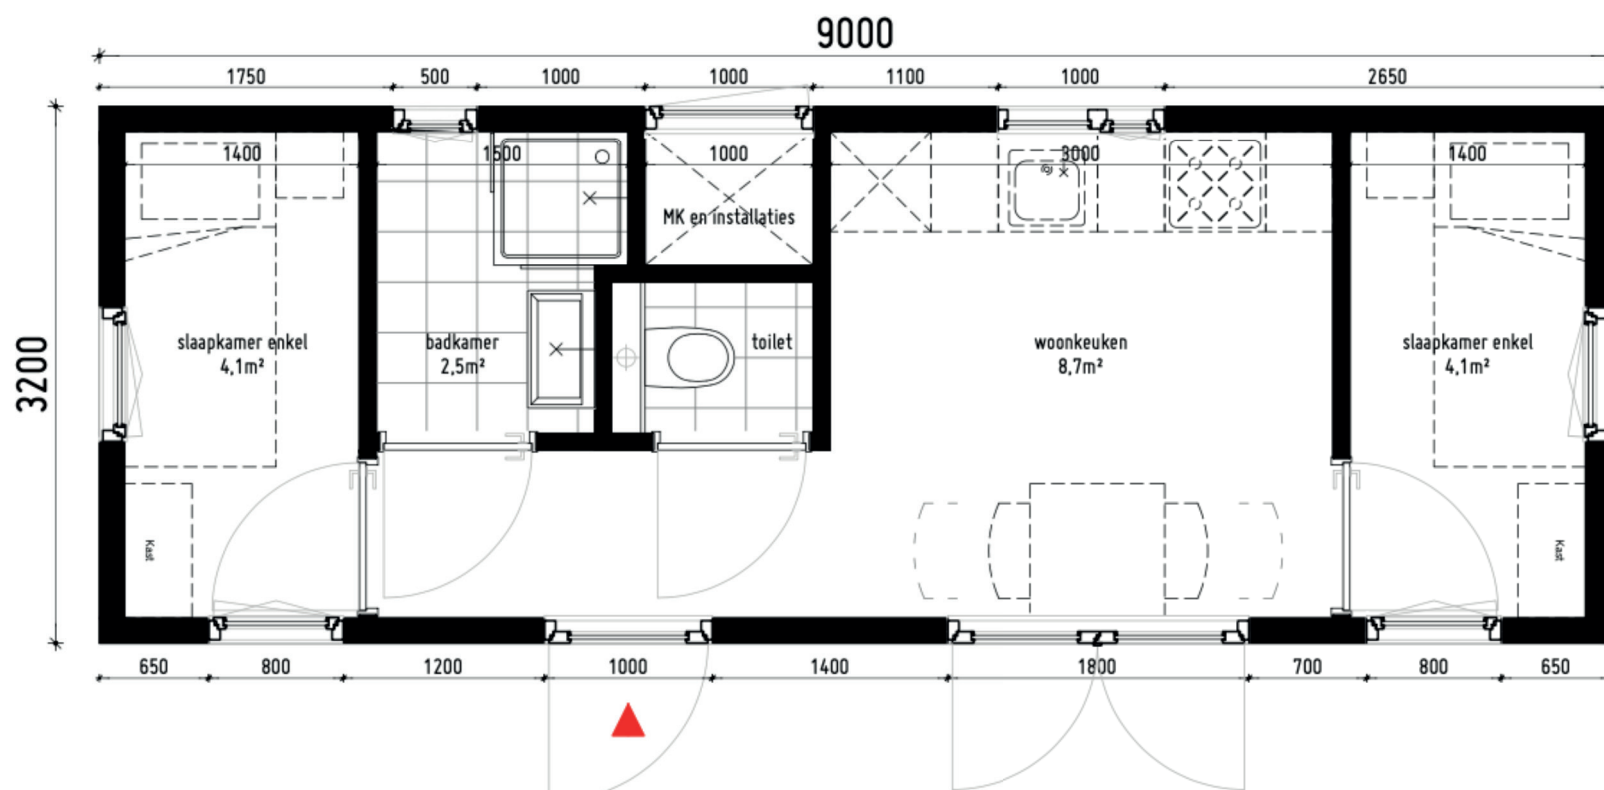 9000
1750 500 1000 1000 1100 1000 2650
1400 1500 1000 3000 1400
MK en installaties
3200
slaapkamer enkel
4,1m²
badkamer
2,5m²
toilet
woonkeuken
8,7m²
slaapkamer enkel
4,1m²
Kast
Kast
650 800 1200 1000 1400 1800 700 800 650